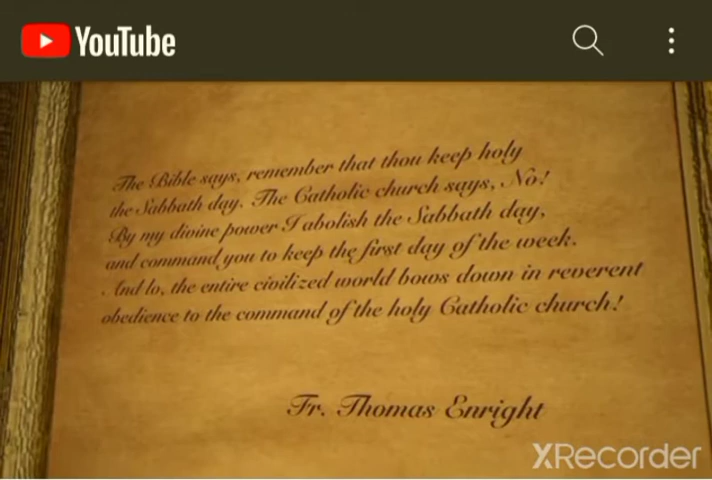 YouTube
The Bible says, remember that thou keep holy
the Sabbath day. The Catholic church says, No!
By my divine power I abolish the Sabbath day,
and command you to keep the first day of the week.
And lo, the entire civilized world bows down in reverent
obedience to the command of the holy Catholic church!
Fr. Thomas Enright
XRecorder